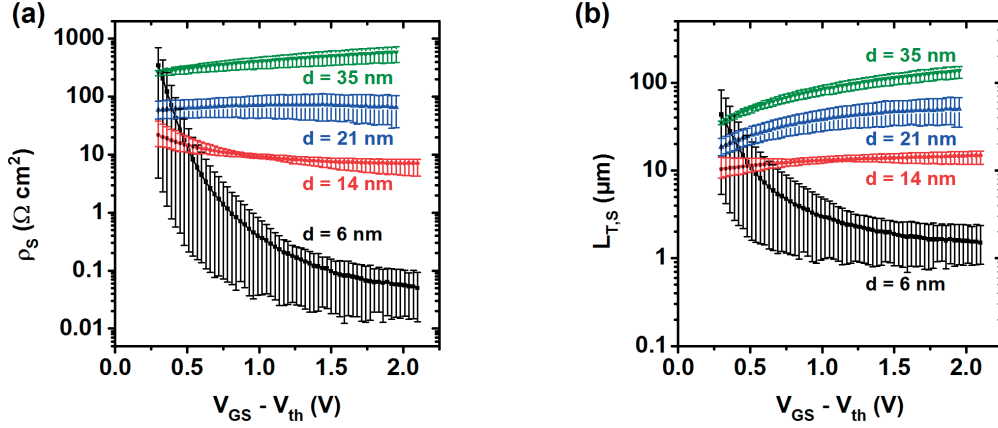 (a)
1000
100
10
1
0.1
0.01
ρS (Ω cm²)
d = 35 nm
d = 21 nm
d = 14 nm
d = 6 nm
0.0 0.5 1.0 1.5 2.0
VGS - Vth (V)
(b)
100
10
1
0.1
LT,S (µm)
d = 35 nm
d = 21 nm
d = 14 nm
d = 6 nm
0.0 0.5 1.0 1.5 2.0
VGS - Vth (V)